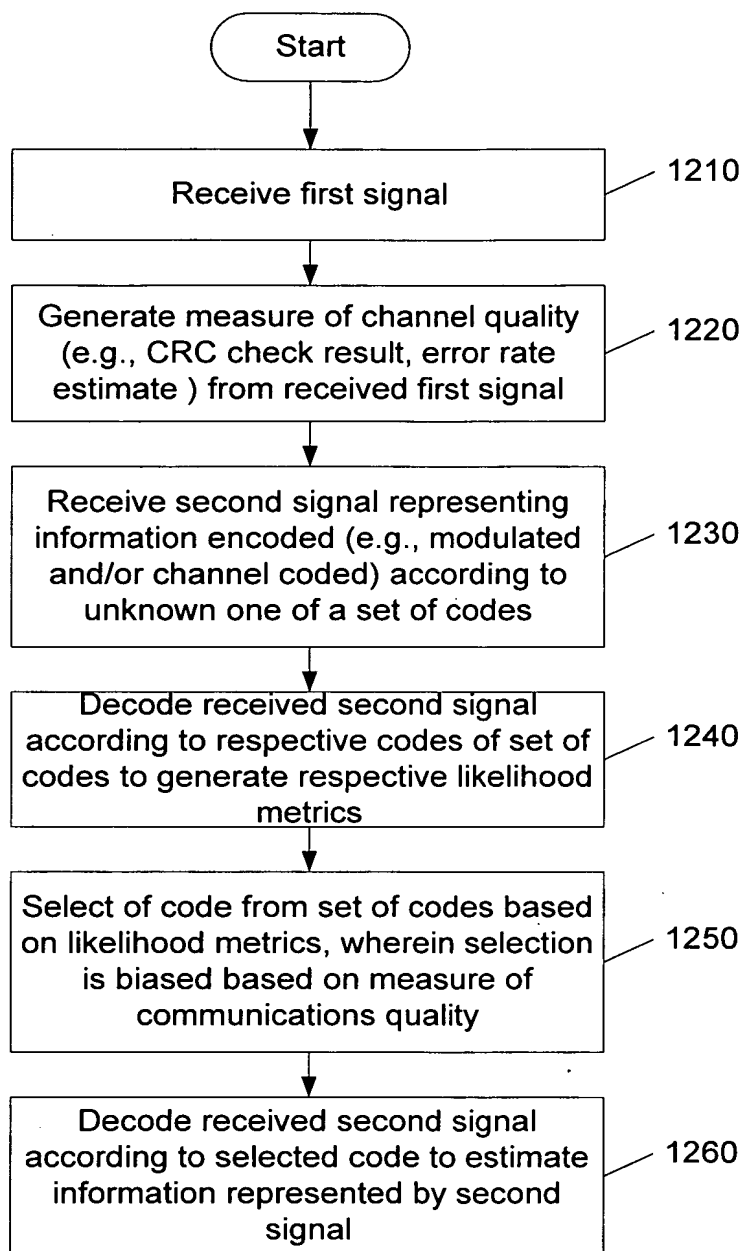 Start
Receive first signal
1210
Generate measure of channel quality
(e.g., CRC check result, error rate
estimate ) from received first signal
1220
Receive second signal representing
information encoded (e.g., modulated
and/or channel coded) according to
unknown one of a set of codes
1230
Decode received second signal
according to respective codes of set of
codes to generate respective likelihood
metrics
1240
Select of code from set of codes based
on likelihood metrics, wherein selection
is biased based on measure of
communications quality
1250
Decode received second signal
according to selected code to estimate
information represented by second
signal
1260